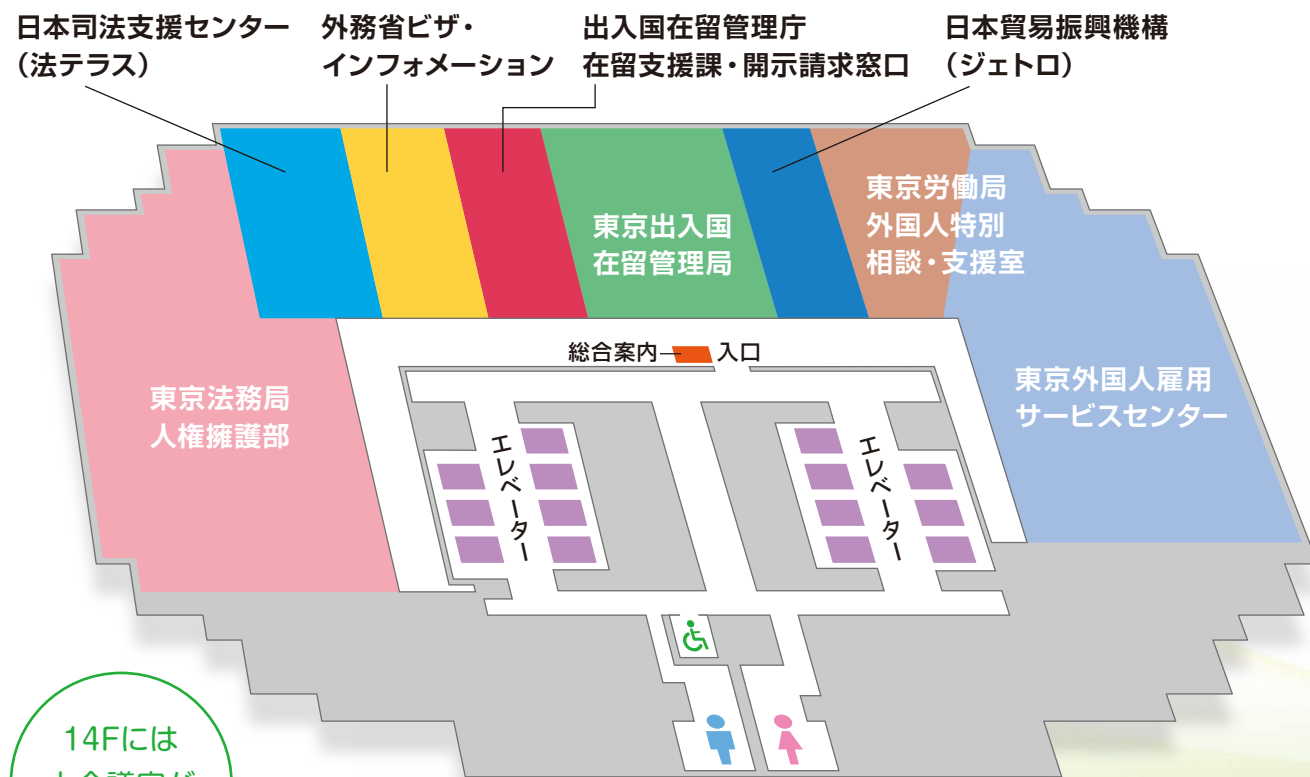 日本司法支援センター
（法テラス）
外務省ビザ・
インフォメーション
出入国在留管理庁
在留支援課・開示請求窓口
日本貿易振興機構
（ジェトロ）
東京出入国
在留管理局
東京労働局
外国人特別
相談・支援室
総合案内
入口
東京法務局
人権擁護部
東京外国人雇用
サービスセンター
エレベーター
エレベーター
14Fには